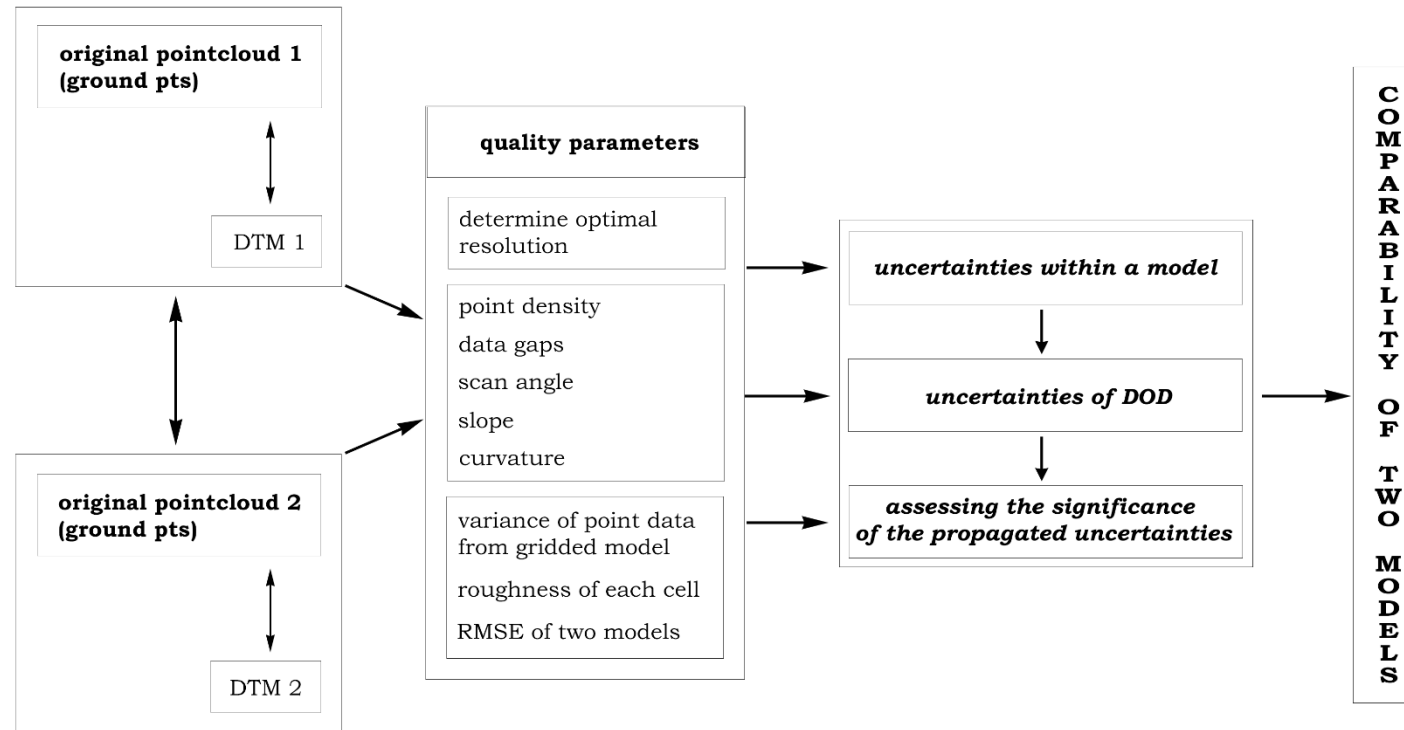 original pointcloud 1
(ground pts)
DTM 1
original pointcloud 2
(ground pts)
DTM 2
quality parameters
determine optimal
resolution
point density
data gaps
scan angle
slope
curvature
variance of point data
from gridded model
roughness of each cell
RMSE of two models
uncertainties within a model
uncertainties of DOD
assessing the significance
of the propagated uncertainties
COMPARABILITY OF TWO MODELS